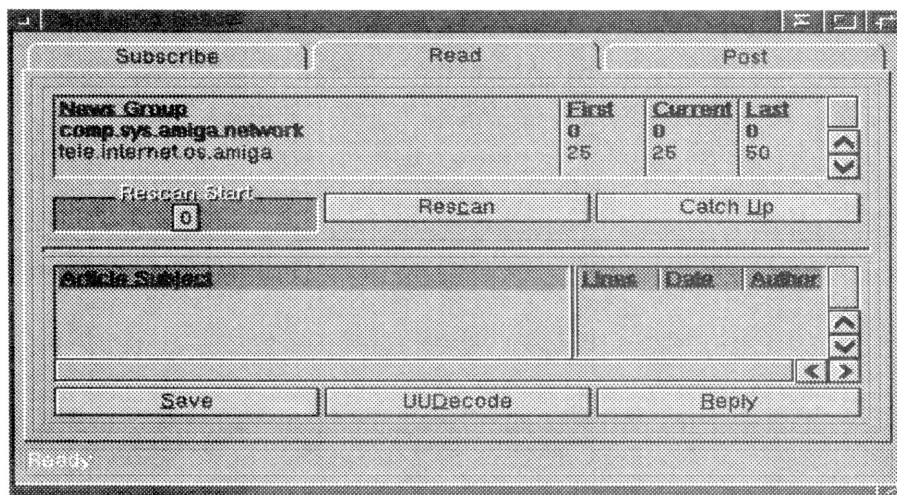 Subscribe Read Post
News Group First Current Last
comp.sys.amiga.network 0 0 0
tele.internet.os.amiga 25 25 50
Rescan Start
0 Rescan Catch Up
Article Subject Lines Date Author
Save UUDecode Reply
Ready